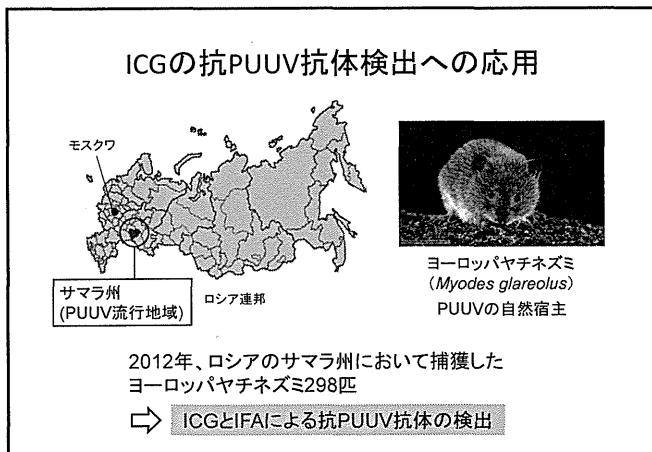 ICGの抗PUUV抗体検出への応用
モスクワ
サマラ州
(PUUV流行地域)
ロシア連邦
ヨーロッパヤチネズミ
(Myodes glareolus)
PUUVの自然宿主
2012年、ロシアのサマラ州において捕獲した
ヨーロッパヤチネズミ298匹
⇨ ICGとIFAによる抗PUUV抗体の検出